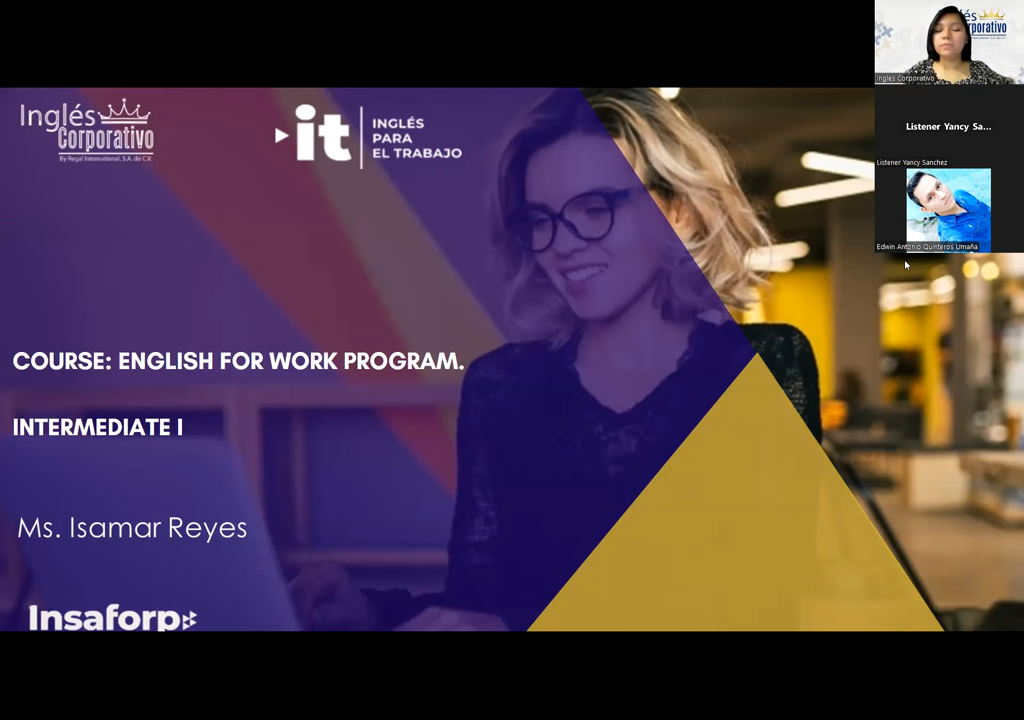 Inglés
Corporativo
By Regal International, S.A. de C.V.
it
INGLÉS
PARA
EL TRABAJO
COURSE: ENGLISH FOR WORK PROGRAM.
INTERMEDIATE I
Ms. Isamar Reyes
Insaforp
Inglés Corporativo
Listener Yancy Sa...
Listener Yancy Sanchez
Edwin Antonio Quinteros Umaña